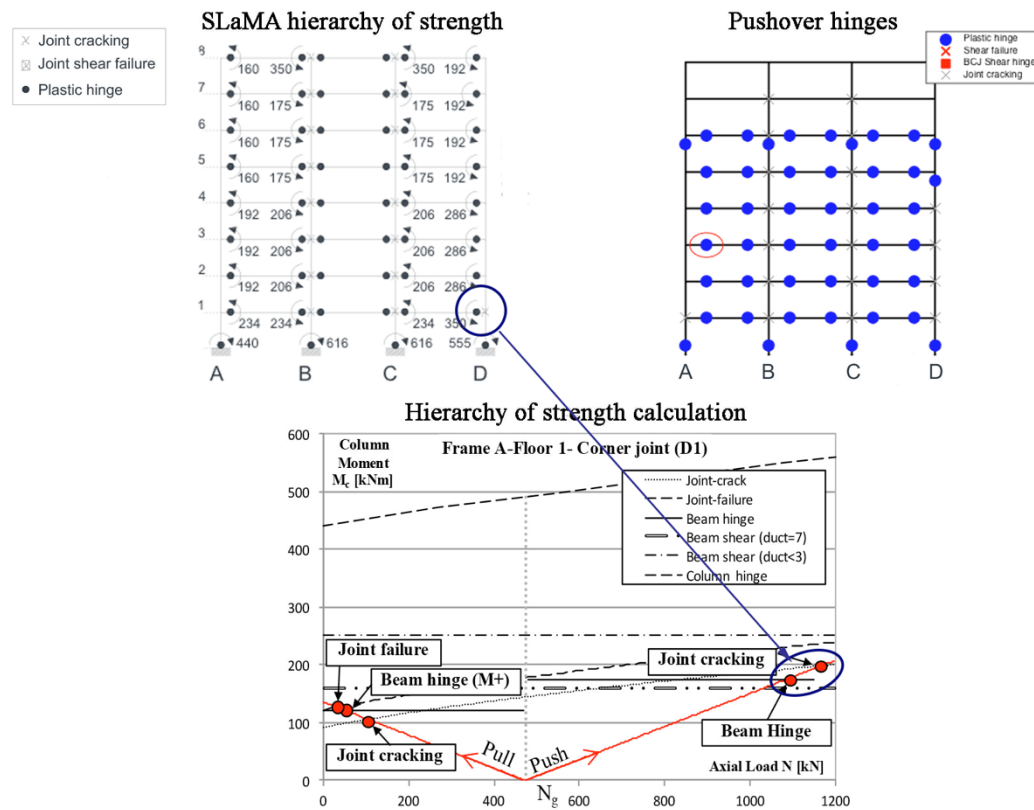 SLaMA hierarchy of strength
Joint cracking
Joint shear failure
Plastic hinge
8 160 350 350 192
7 160 175 175 192
6 160 175 175 192
5 160 175 175 192
4 192 206 206 286
3 192 206 206 286
2 192 206 206 286
1 234 234 234 350
440 616 616 555
A B C D
Pushover hinges
Plastic hinge
Shear failure
BCJ Shear hinge
Joint cracking
A B C D
Hierarchy of strength calculation
600
500
400
300
200
100
0
Column
Moment
Mc [kNm]
Frame A-Floor 1- Corner joint (D1)
Joint-crack
Joint-failure
Beam hinge
Beam shear (duct=7)
Beam shear (duct<3)
Column hinge
Joint failure
Beam hinge (M+)
Joint cracking
Joint cracking
Beam Hinge
Pull Push
Axial Load N [kN]
0 200 400 Ng 600 800 1000 1200